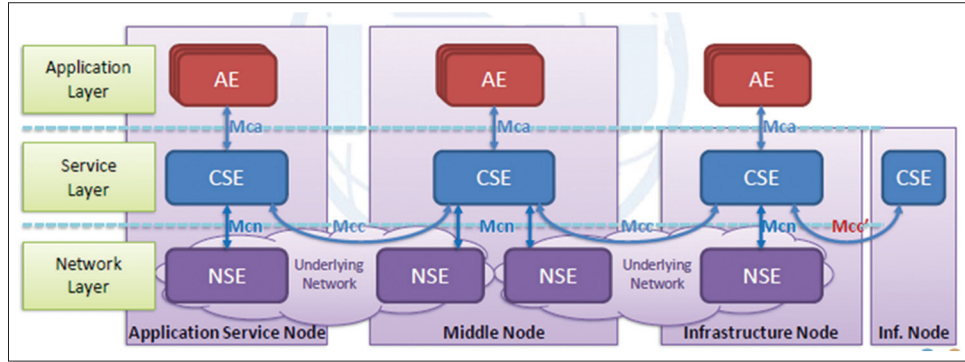 Application
Layer
AE
AE
AE
Mca
Mca
Mca
Service
Layer
CSE
CSE
CSE
CSE
Mcn
Mcc
Mcn
Mcc
Mcn
Mcc'
Network
Layer
NSE
Underlying
Network
NSE
NSE
Underlying
Network
NSE
Application Service Node
Middle Node
Infrastructure Node
Inf. Node